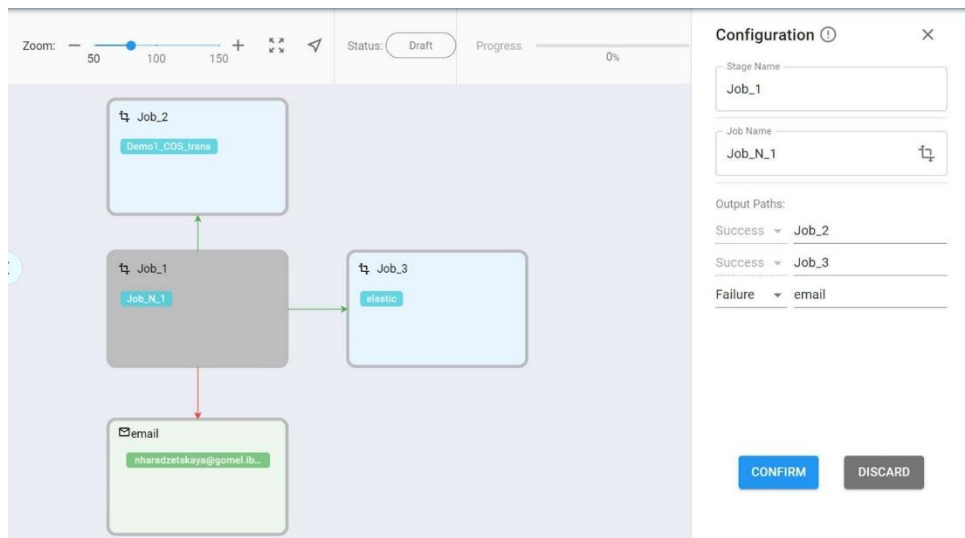 Zoom:
50 100 150
Status: Draft
Progress
0%
Job_2
Demo1_COS_trans
Job_1
Job_N_1
Job_3
elastic
email
nharadzetskaya@gomel.ib...
Configuration
Stage Name
Job_1
Job Name
Job_N_1
Output Paths:
Success Job_2
Success Job_3
Failure email
CONFIRM DISCARD